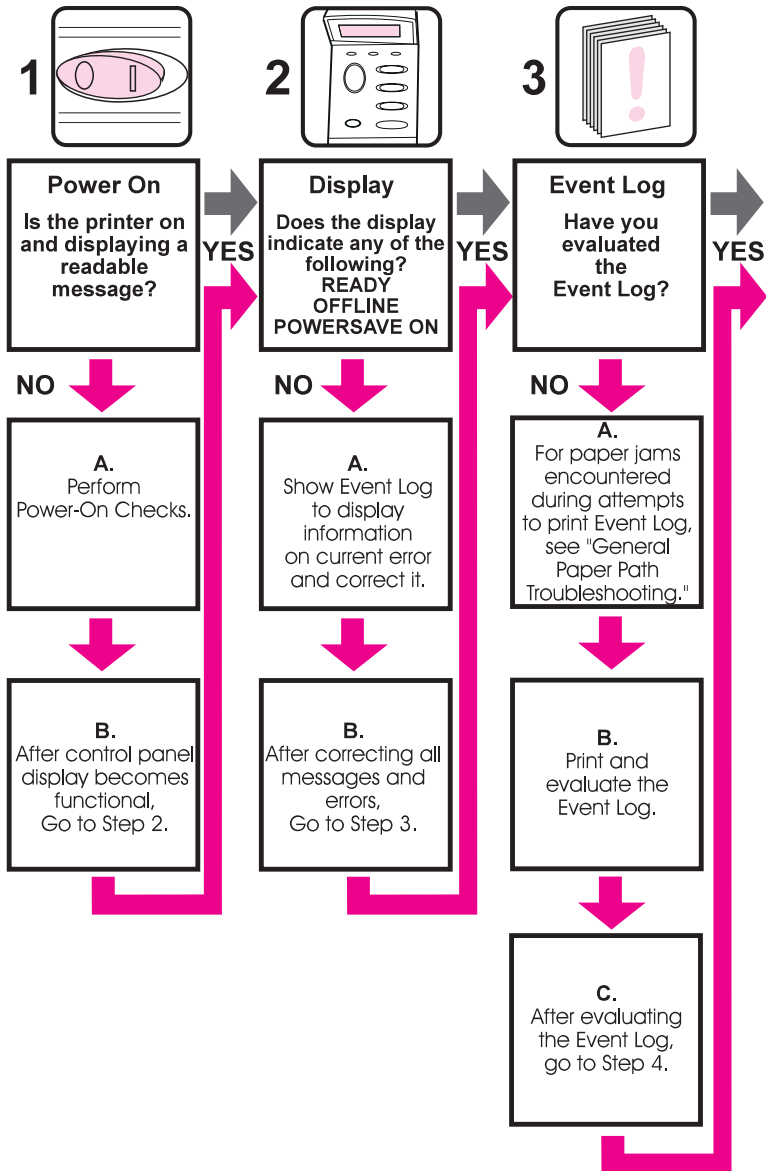 1
Power On
Is the printer on
and displaying a
readable
message?
YES
NO
A.
Perform
Power-On Checks.
B.
After control panel
display becomes
functional,
Go to Step 2.
2
Display
Does the display
indicate any of the
following?
READY
OFFLINE
POWERSAVE ON
YES
NO
A.
Show Event Log
to display
information
on current error
and correct it.
B.
After correcting all
messages and
errors,
Go to Step 3.
3
Event Log
Have you
evaluated
the
Event Log?
YES
NO
A.
For paper jams
encountered
during attempts
to print Event Log,
see "General
Paper Path
Troubleshooting."
B.
Print and
evaluate the
Event Log.
C.
After evaluating
the Event Log,
go to Step 4.